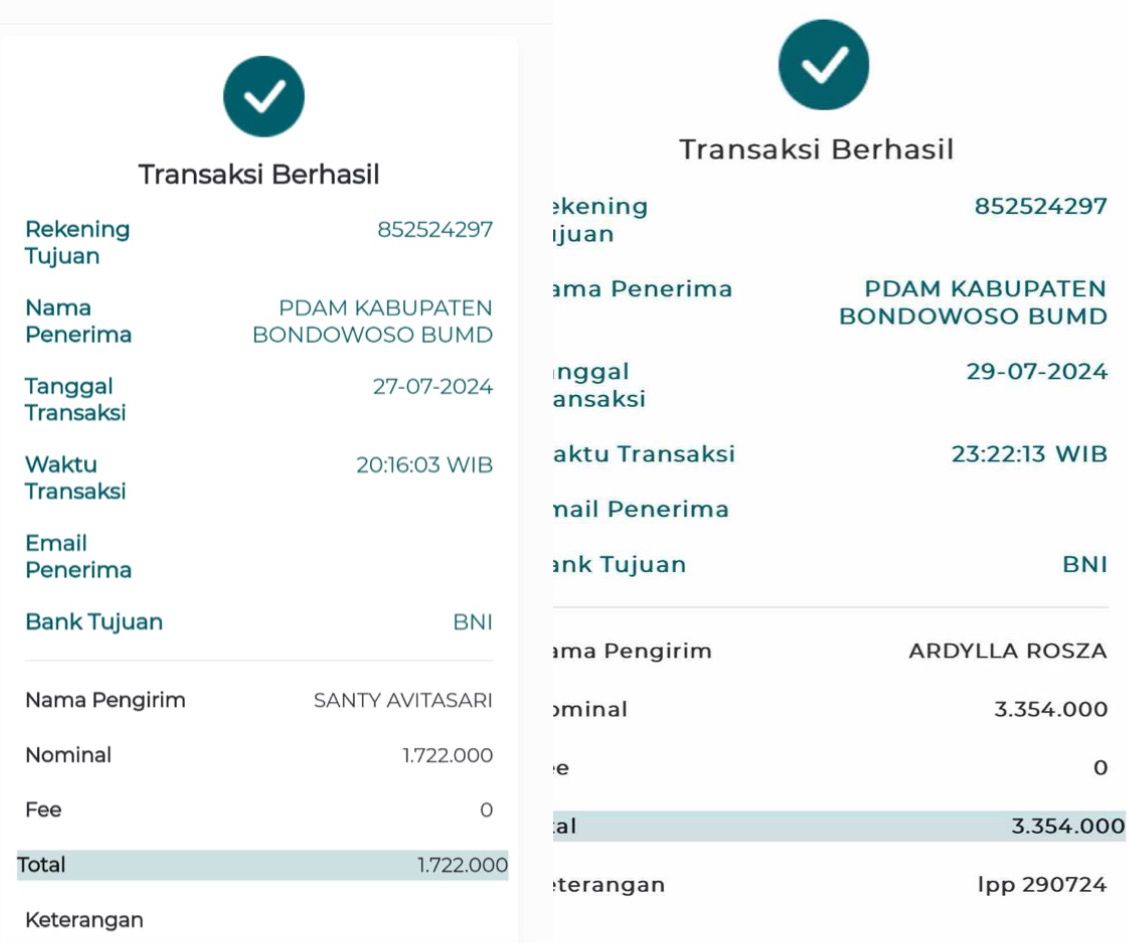 Transaksi Berhasil
Rekening 852524297
Tujuan
Nama PDAM KABUPATEN
Penerima BONDOWOSO BUMD
Tanggal 27-07-2024
Transaksi
Waktu 20:16:03 WIB
Transaksi
Email
Penerima
Bank Tujuan BNI
Nama Pengirim SANTY AVITASARI
Nominal 1.722.000
Fee 0
Total 1.722.000
Keterangan
Transaksi Berhasil
ekening 852524297
ijuan
ama Penerima PDAM KABUPATEN
BONDOWOSO BUMD
nggal 29-07-2024
ansaksi
aktu Transaksi 23:22:13 WIB
mail Penerima
ank Tujuan BNI
ama Pengirim ARDYLLA ROSZA
ominal 3.354.000
ee 0
tal 3.354.000
eterangan lpp 290724